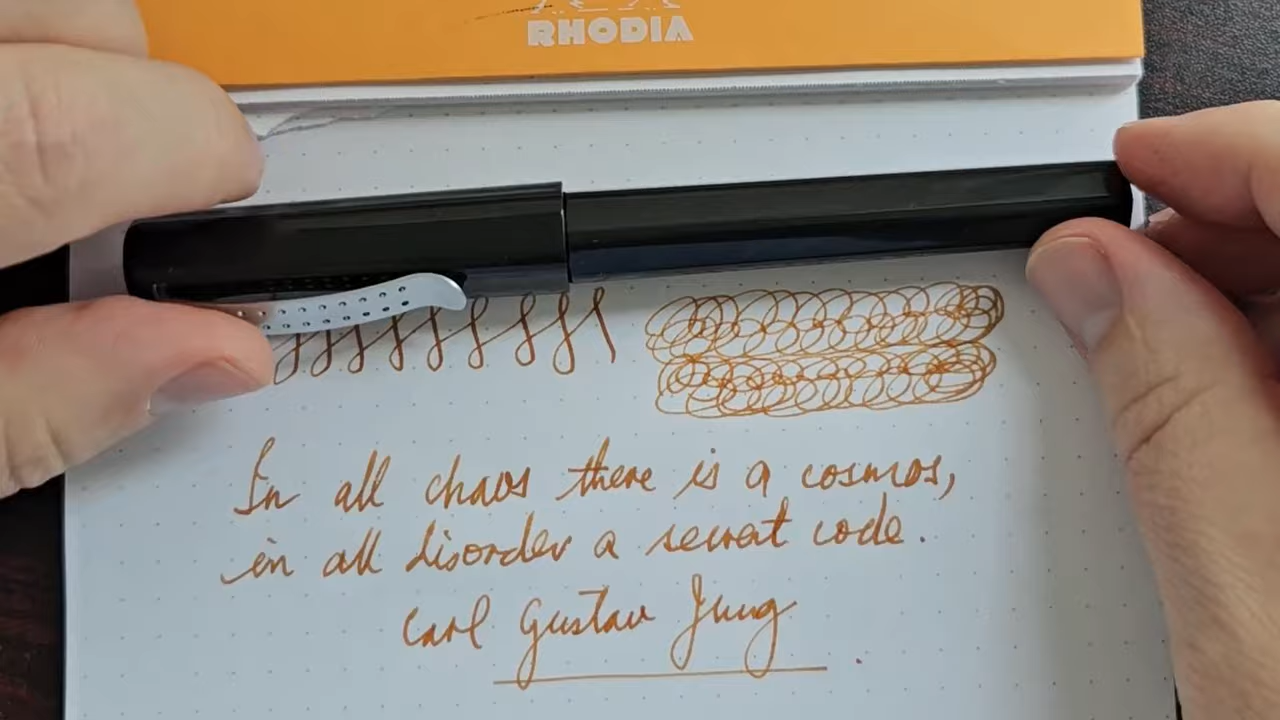 RHODIA
In all chaos there is a cosmos,
in all disorder a secret code.
Carl Gustav Jung